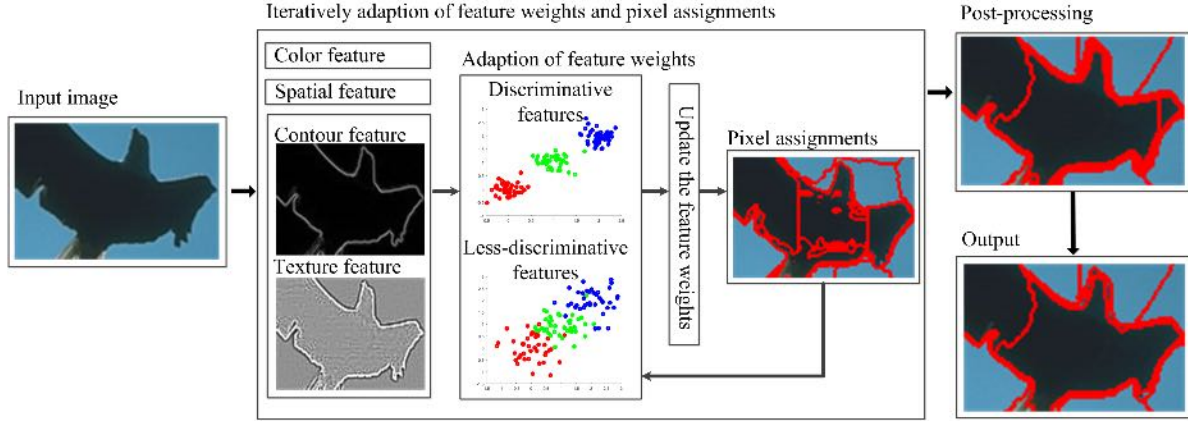 Iteratively adaption of feature weights and pixel assignments
Post-processing
Color feature
Adaption of feature weights
Spatial feature
Discriminative
features
Input image
Contour feature
Update the feature weights
Pixel assignments
Texture feature
Less-discriminative
features
Output